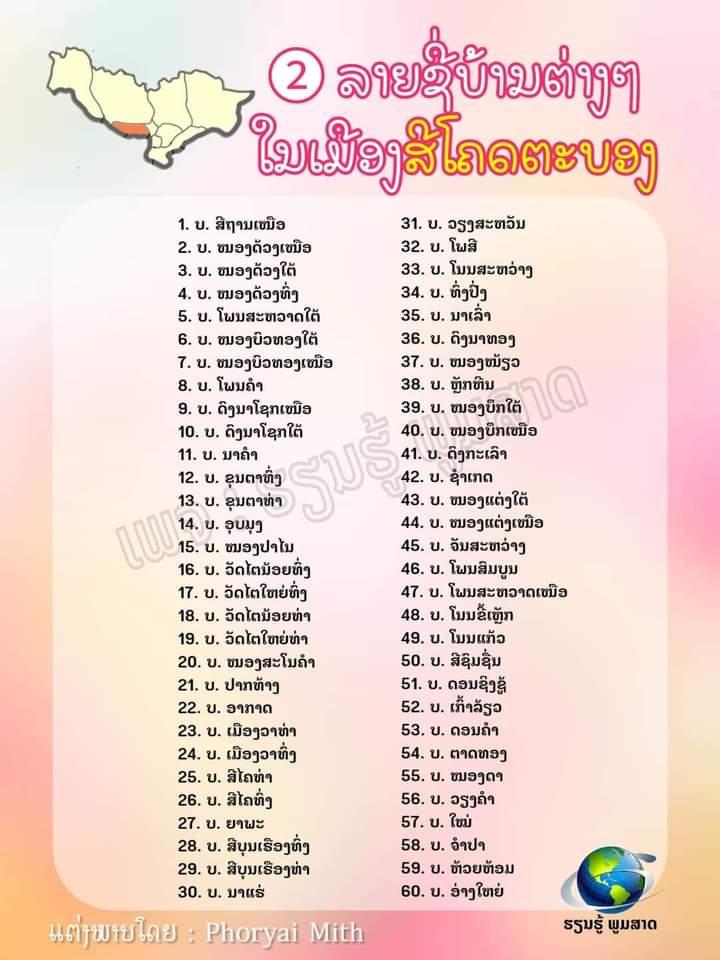 ② ລາຍຊື່ບ້ານຕ່າງໆ
ໃນເມືອງສີໂຄດຕະບອງ
1. ບ. ສີຖານເໜືອ
2. ບ. ໜອງດ້ວງເໜືອ
3. ບ. ໜອງດ້ວງໃຕ້
4. ບ. ໜອງດ້ວງທົ່ງ
5. ບ. ໂພນສະຫວາດໃຕ້
6. ບ. ໜອງບົວທອງໃຕ້
7. ບ. ໜອງບົວທອງເໜືອ
8. ບ. ໂພນຄຳ
9. ບ. ດົງນາໂຊກເໜືອ
10. ບ. ດົງນາໂຊກໃຕ້
11. ບ. ນາຄຳ
12. ບ. ຂຸນຕາທົ່ງ
13. ບ. ຂຸນຕາທ່າ
14. ບ. ອຸບມຸງ
15. ບ. ໜອງປາໃນ
16. ບ. ວັດໄຕນ້ອຍທົ່ງ
17. ບ. ວັດໄຕໃຫຍ່ທົ່ງ
18. ບ. ວັດໄຕນ້ອຍທ່າ
19. ບ. ວັດໄຕໃຫຍ່ທ່າ
20. ບ. ໜອງສະໂນຄຳ
21. ບ. ປາກທ້າງ
22. ບ. ອາກາດ
23. ບ. ເມືອງວາທ່າ
24. ບ. ເມືອງວາທົ່ງ
25. ບ. ສີໄຄທ່າ
26. ບ. ສີໄຄທົ່ງ
27. ບ. ຍາພະ
28. ບ. ສີບຸນເຮືອງທົ່ງ
29. ບ. ສີບຸນເຮືອງທ່າ
30. ບ. ນາແຮ່
31. ບ. ວຽງສະຫວັນ
32. ບ. ໂພສີ
33. ບ. ໂນນສະຫວ່າງ
34. ບ. ທົ່ງປົ່ງ
35. ບ. ນາເລົ່າ
36. ບ. ດົງນາທອງ
37. ບ. ໜອງໜ້ຽວ
38. ບ. ຫຼັກຫີນ
39. ບ. ໜອງບຶກໃຕ້
40. ບ. ໜອງບຶກເໜືອ
41. ບ. ດົງກະເລົາ
42. ບ. ຊຳເກດ
43. ບ. ໜອງແຕ່ງໃຕ້
44. ບ. ໜອງແຕ່ງເໜືອ
45. ບ. ຈັນສະຫວ່າງ
46. ບ. ໂພນສົມບູນ
47. ບ. ໂພນສະຫວາດເໜືອ
48. ບ. ໂນນຂີ້ເຫຼັກ
49. ບ. ໂນນແກ້ວ
50. ບ. ສີຊົມຊື່ນ
51. ບ. ດອນຊິງຊູ້
52. ບ. ເກົ້າລ້ຽວ
53. ບ. ດອນຄຳ
54. ບ. ຕາດທອງ
55. ບ. ໜອງດາ
56. ບ. ວຽງຄຳ
57. ບ. ໃໝ່
58. ບ. ຈຳປາ
59. ບ. ຫ້ວຍຫ້ອມ
60. ບ. ອ່າງໃຫຍ່
ເພຈ : ຮຽນຮູ້ ພູມສາດ
ຮຽນຮູ້ ພູມສາດ
ແຕ່ງພາບໂດຍ : Phoryai Mith